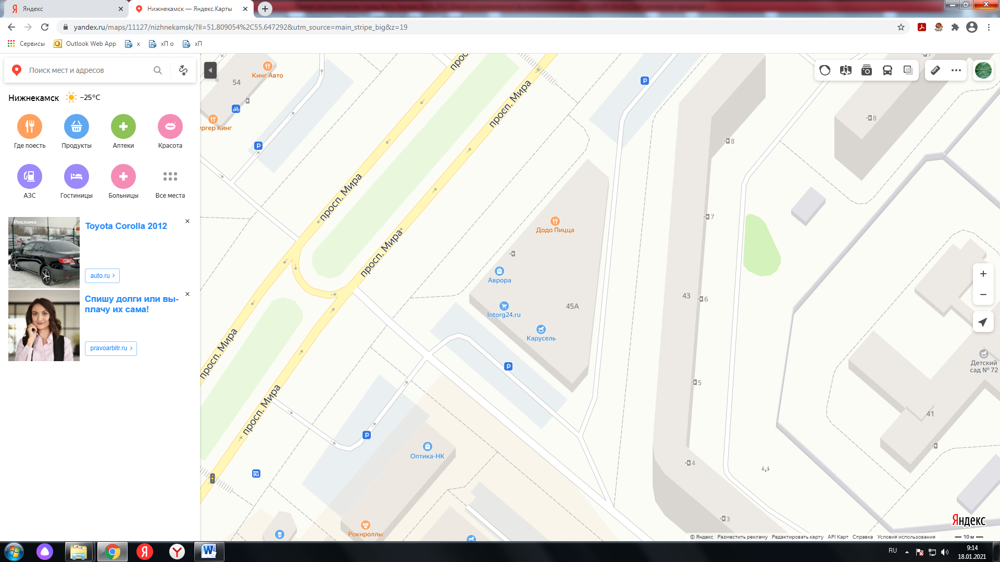 Яндекс
Нижнекамск — Яндекс.Карты
yandex.ru/maps/11127/nizhnekamsk/?ll=51.809054%2C55.647292&utm_source=main_stripe_big&z=19
Сервисы
Outlook Web App
х
хП о
хП
Поиск мест и адресов
Нижнекамск
−25°C
Где поесть
Продукты
Аптеки
Красота
АЗС
Гостиницы
Больницы
Все места
Реклама
Toyota Corolla 2012
auto.ru
Спишу долги или вы-
плачу их сама!
pravoarbitr.ru
54
Кинг Авто
ургер Кинг
P
P
P
P
прос
просп. Мира
просп. Мира
просп. Мира
просп. Мира
просп. Мира
Додо Пицца
Аврора
Intorg24.ru
Карусель
45А
43
8
8
7
7
6
5
4
3
41
Детский
сад № 72
Оптика-НК
Рокнроллы
Яндекс
© Яндекс
Разместить рекламу
Редактировать карту
API Карт
Справка
Условия использования
10 м
RU
9:14
18.01.2021